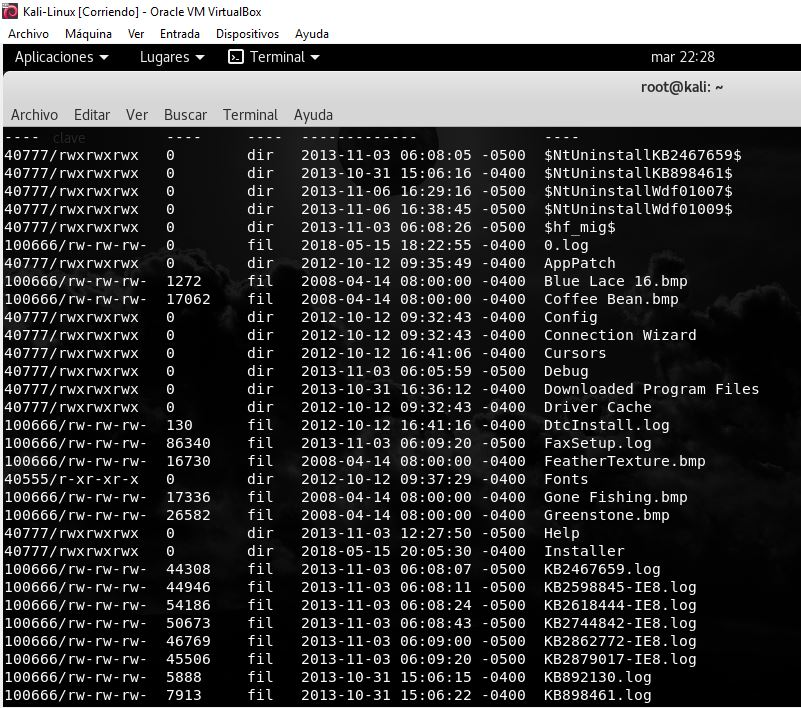 Kali-Linux [Corriendo] - Oracle VM VirtualBox
Archivo Máquina Ver Entrada Dispositivos Ayuda
Aplicaciones Lugares Terminal mar 22:28
root@kali: ~
Archivo Editar Ver Buscar Terminal Ayuda
clave
---- ---- ---- ------------- ----
40777/rwxrwxrwx 0 dir 2013-11-03 06:08:05 -0500 $NtUninstallKB2467659$
40777/rwxrwxrwx 0 dir 2013-10-31 15:06:16 -0400 $NtUninstallKB898461$
40777/rwxrwxrwx 0 dir 2013-11-06 16:29:16 -0500 $NtUninstallWdf01007$
40777/rwxrwxrwx 0 dir 2013-11-06 16:38:45 -0500 $NtUninstallWdf01009$
40777/rwxrwxrwx 0 dir 2013-11-03 06:08:26 -0500 $hf_mig$
100666/rw-rw-rw- 0 fil 2018-05-15 18:22:55 -0400 0.log
40777/rwxrwxrwx 0 dir 2012-10-12 09:35:49 -0400 AppPatch
100666/rw-rw-rw- 1272 fil 2008-04-14 08:00:00 -0400 Blue Lace 16.bmp
100666/rw-rw-rw- 17062 fil 2008-04-14 08:00:00 -0400 Coffee Bean.bmp
40777/rwxrwxrwx 0 dir 2012-10-12 09:32:43 -0400 Config
40777/rwxrwxrwx 0 dir 2012-10-12 09:32:43 -0400 Connection Wizard
40777/rwxrwxrwx 0 dir 2012-10-12 16:41:06 -0400 Cursors
40777/rwxrwxrwx 0 dir 2013-11-03 06:05:59 -0500 Debug
40777/rwxrwxrwx 0 dir 2013-10-31 16:36:12 -0400 Downloaded Program Files
40777/rwxrwxrwx 0 dir 2012-10-12 09:32:43 -0400 Driver Cache
100666/rw-rw-rw- 130 fil 2012-10-12 16:41:16 -0400 DtcInstall.log
100666/rw-rw-rw- 86340 fil 2013-11-03 06:09:20 -0500 FaxSetup.log
100666/rw-rw-rw- 16730 fil 2008-04-14 08:00:00 -0400 FeatherTexture.bmp
40555/r-xr-xr-x 0 dir 2012-10-12 09:37:29 -0400 Fonts
100666/rw-rw-rw- 17336 fil 2008-04-14 08:00:00 -0400 Gone Fishing.bmp
100666/rw-rw-rw- 26582 fil 2008-04-14 08:00:00 -0400 Greenstone.bmp
40777/rwxrwxrwx 0 dir 2013-11-03 12:27:50 -0500 Help
40777/rwxrwxrwx 0 dir 2018-05-15 20:05:30 -0400 Installer
100666/rw-rw-rw- 44308 fil 2013-11-03 06:08:07 -0500 KB2467659.log
100666/rw-rw-rw- 44946 fil 2013-11-03 06:08:11 -0500 KB2598845-IE8.log
100666/rw-rw-rw- 54186 fil 2013-11-03 06:08:24 -0500 KB2618444-IE8.log
100666/rw-rw-rw- 50673 fil 2013-11-03 06:08:43 -0500 KB2744842-IE8.log
100666/rw-rw-rw- 46769 fil 2013-11-03 06:09:00 -0500 KB2862772-IE8.log
100666/rw-rw-rw- 45506 fil 2013-11-03 06:09:20 -0500 KB2879017-IE8.log
100666/rw-rw-rw- 5888 fil 2013-10-31 15:06:15 -0400 KB892130.log
100666/rw-rw-rw- 7913 fil 2013-10-31 15:06:22 -0400 KB898461.log